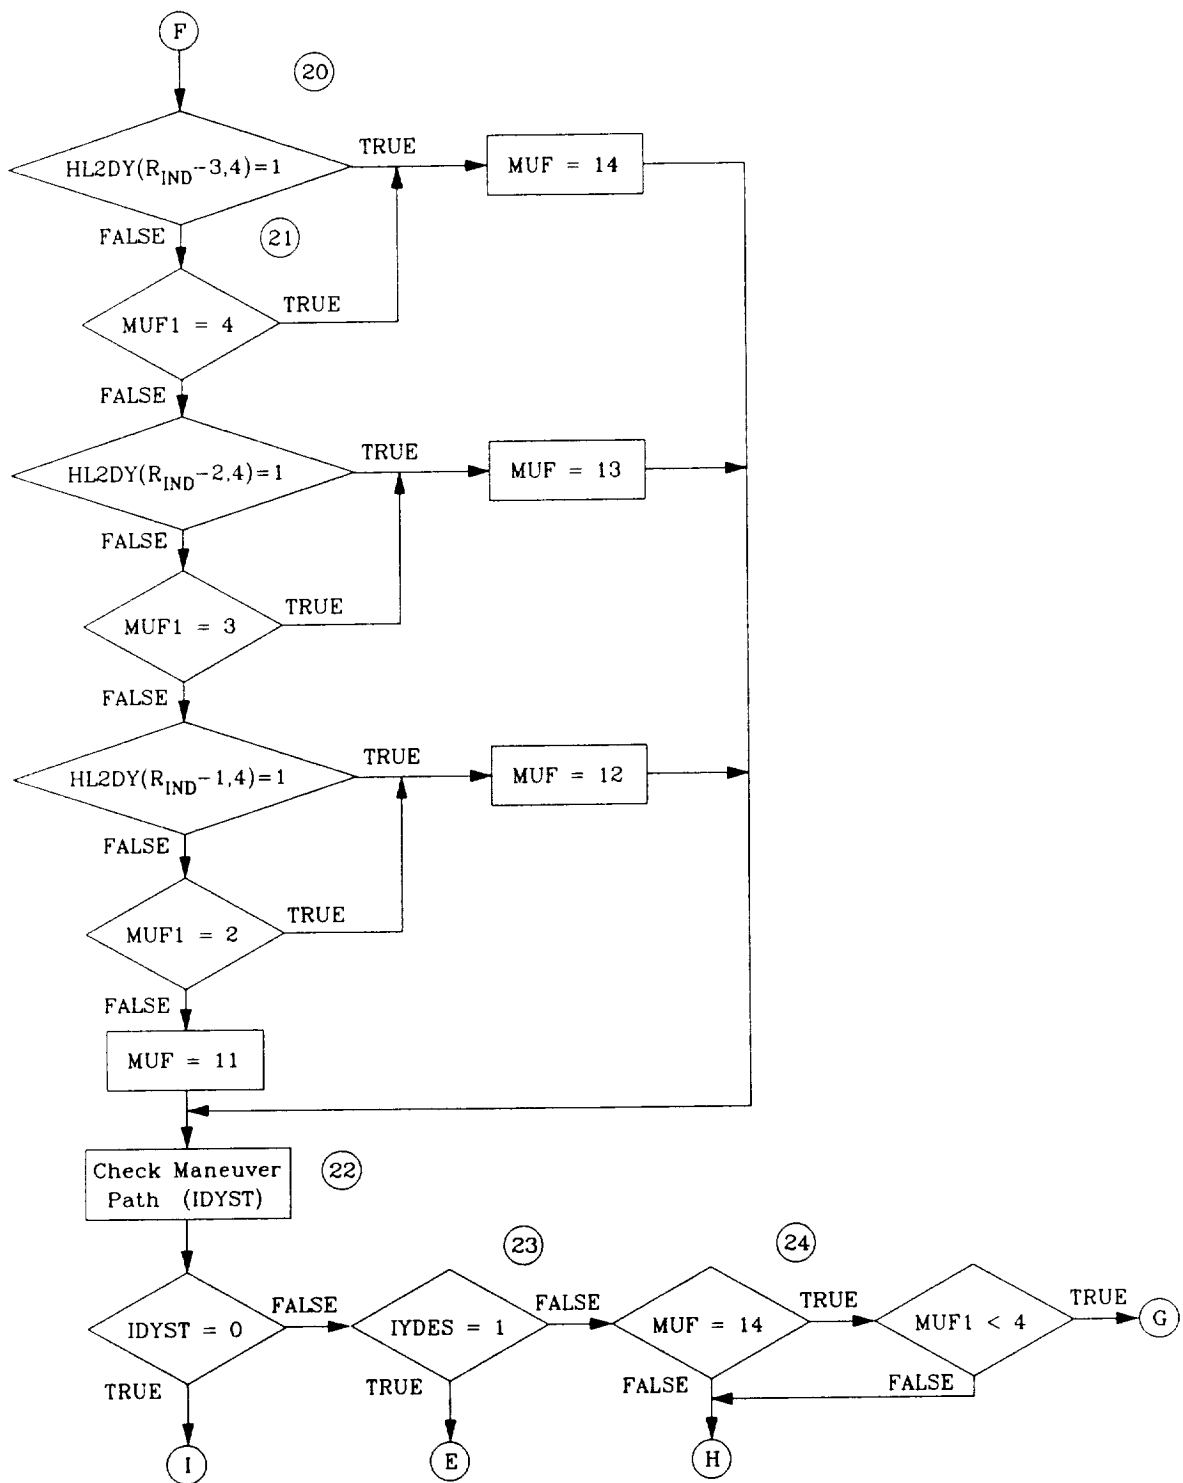 F
20
HL2DY(R_IND-3,4)=1
TRUE
MUF = 14
FALSE
21
MUF1 = 4
TRUE
FALSE
HL2DY(R_IND-2,4)=1
TRUE
MUF = 13
FALSE
MUF1 = 3
TRUE
FALSE
HL2DY(R_IND-1,4)=1
TRUE
MUF = 12
FALSE
MUF1 = 2
TRUE
FALSE
MUF = 11
Check Maneuver
Path (IDYST)
22
23
24
IDYST = 0
FALSE
IYDES = 1
FALSE
MUF = 14
TRUE
MUF1 < 4
TRUE
G
TRUE
TRUE
FALSE
FALSE
I
E
H